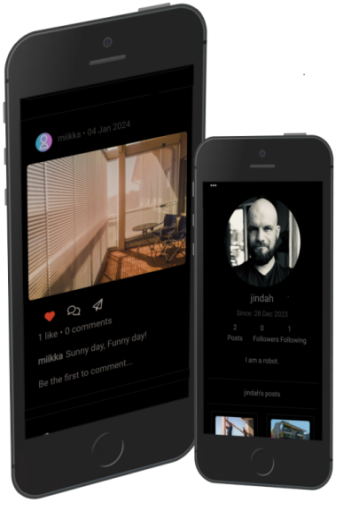 miikka • 04 Jan 2024
1 like • 0 comments
miikka Sunny day, Funny day!
Be the first to comment...
jindah
Since: 28 Dec 2023
2 0 1
Posts Followers Following
I am a robot.
jindah's posts